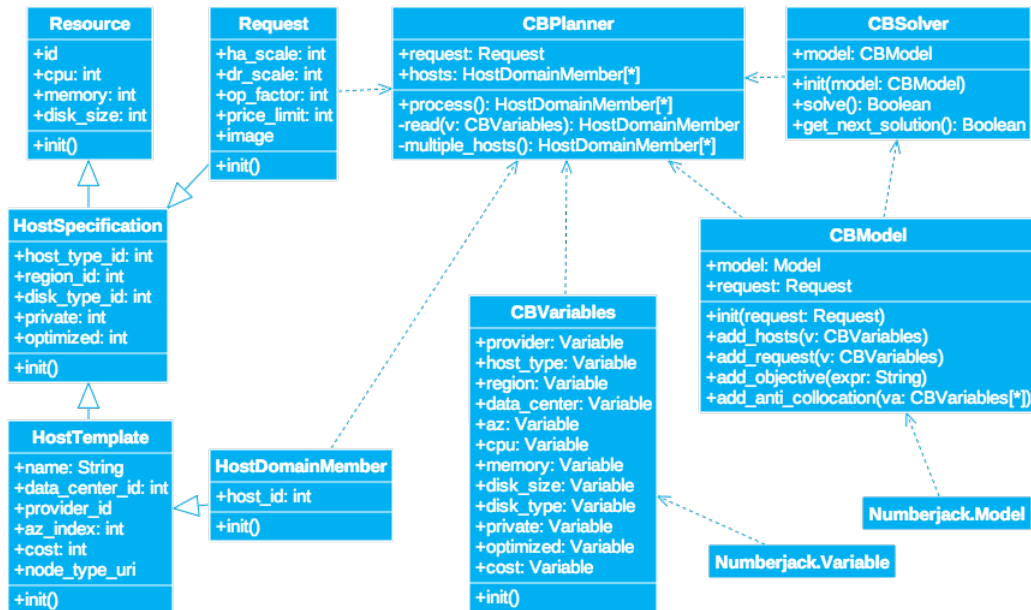 Resource
+id
+cpu: int
+memory: int
+disk_size: int
+init()
Request
+ha_scale: int
+dr_scale: int
+op_factor: int
+price_limit: int
+image
+init()
CBPlanner
+request: Request
+hosts: HostDomainMember[*]
+process(): HostDomainMember[*]
-read(v: CBVariables): HostDomainMember
-multiple_hosts(): HostDomainMember[*]
CBSolver
+model: CBModel
+init(model: CBModel)
+solve(): Boolean
+get_next_solution(): Boolean
HostSpecification
+host_type_id: int
+region_id: int
+disk_type_id: int
+private: int
+optimized: int
+init()
CBModel
+model: Model
+request: Request
+init(request: Request)
+add_hosts(v: CBVariables)
+add_request(v: CBVariables)
+add_objective(expr: String)
+add_anti_collocation(va: CBVariables[*])
CBVariables
+provider: Variable
+host_type: Variable
+region: Variable
+data_center: Variable
+az: Variable
+cpu: Variable
+memory: Variable
+disk_size: Variable
+disk_type: Variable
+private: Variable
+optimized: Variable
+cost: Variable
+init()
HostTemplate
+name: String
+data_center_id: int
+provider_id
+az_index: int
+cost: int
+node_type_uri
+init()
HostDomainMember
+host_id: int
+init()
Numberjack.Model
Numberjack.Variable